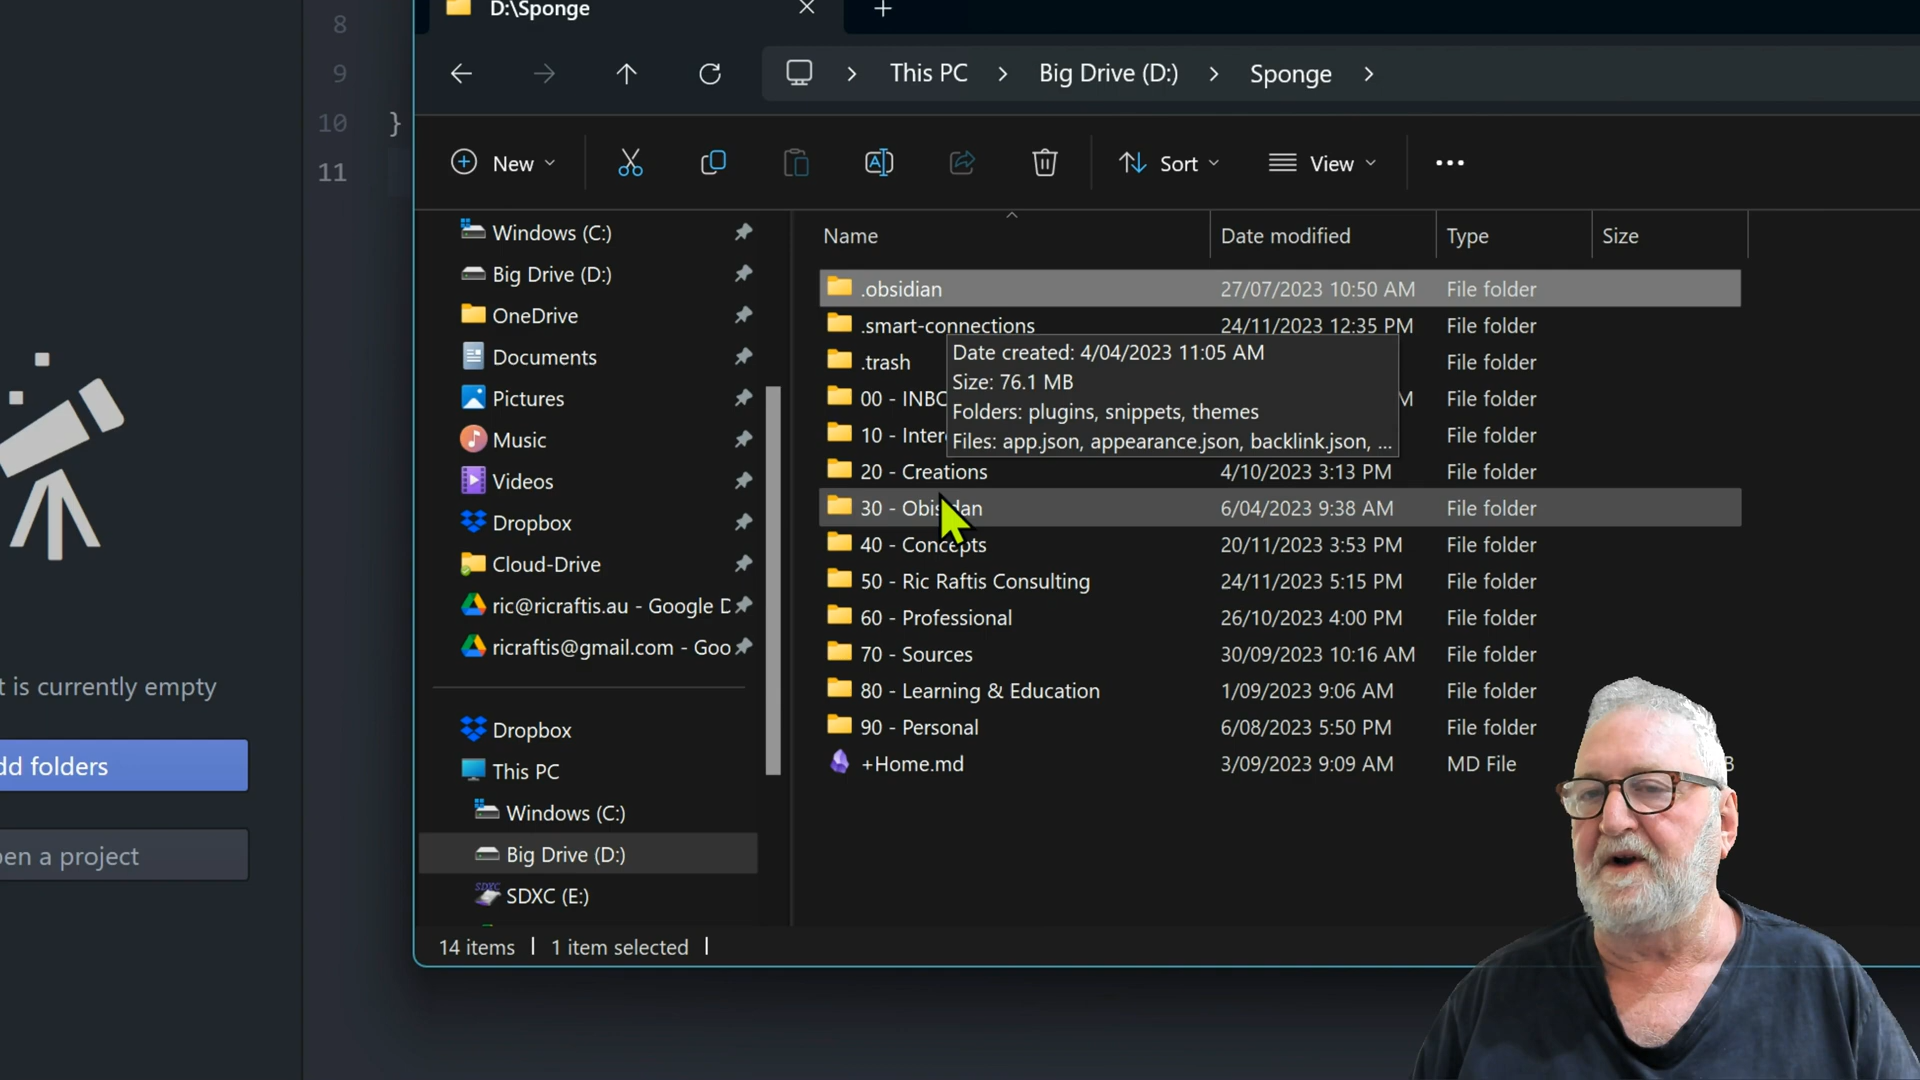 D:\Sponge
8
9
10 }
11
This PC > Big Drive (D:) > Sponge >
New
Sort
View
Windows (C:)
Big Drive (D:)
OneDrive
Documents
Pictures
Music
Videos
Dropbox
Cloud-Drive
ric@ricraftis.au - Google D
ricraftis@gmail.com - Goo
Dropbox
This PC
Windows (C:)
Big Drive (D:)
SDXC
SDXC (E:)
Name Date modified Type Size
.obsidian 27/07/2023 10:50 AM File folder
.smart-connections 24/11/2023 12:35 PM File folder
.trash File folder
00 - INBO M File folder
10 - Inter File folder
20 - Creations 4/10/2023 3:13 PM File folder
30 - Obisdan 6/04/2023 9:38 AM File folder
40 - Concepts 20/11/2023 3:53 PM File folder
50 - Ric Raftis Consulting 24/11/2023 5:15 PM File folder
60 - Professional 26/10/2023 4:00 PM File folder
70 - Sources 30/09/2023 10:16 AM File folder
80 - Learning & Education 1/09/2023 9:06 AM File folder
90 - Personal 6/08/2023 5:50 PM File folder
+Home.md 3/09/2023 9:09 AM MD File B
Date created: 4/04/2023 11:05 AM
Size: 76.1 MB
Folders: plugins, snippets, themes
Files: app.json, appearance.json, backlink.json, ...
14 items 1 item selected
t is currently empty
dd folders
en a project